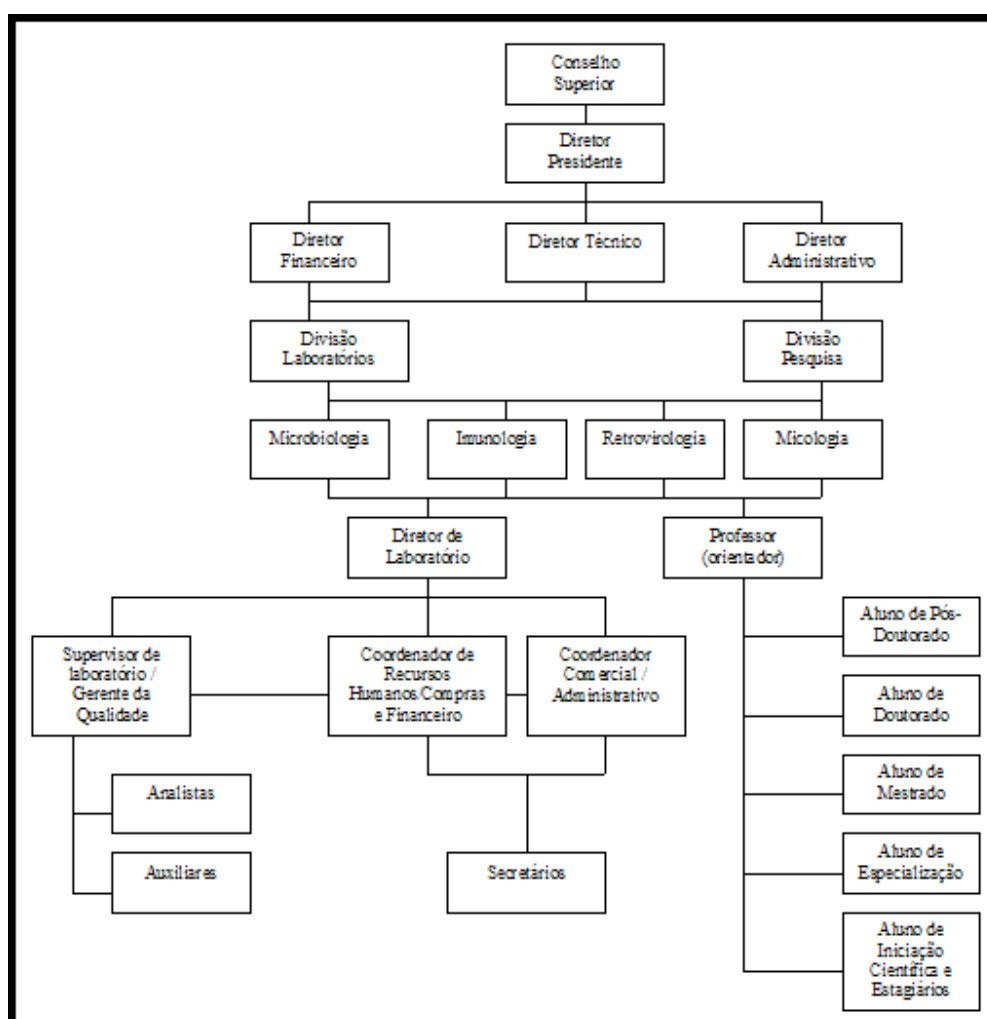 Conselho
Superior
Diretor
Presidente
Diretor
Financeiro
Diretor Técnico
Diretor
Administrativo
Divisão
Laboratórios
Divisão
Pesquisa
Microbiologia
Imunologia
Retrovirologia
Micologia
Diretor de
Laboratório
Professor
(orientador)
Supervisor de
laboratório /
Gerente da
Qualidade
Coordenador de
Recursos
Humanos/Compras
e Financeiro
Coordenador
Comercial /
Administrativo
Analistas
Auxiliares
Secretários
Aluno de Pós-
Doutorado
Aluno de
Doutorado
Aluno de
Mestrado
Aluno de
Especialização
Aluno de
Iniciação
Científica e
Estagiários